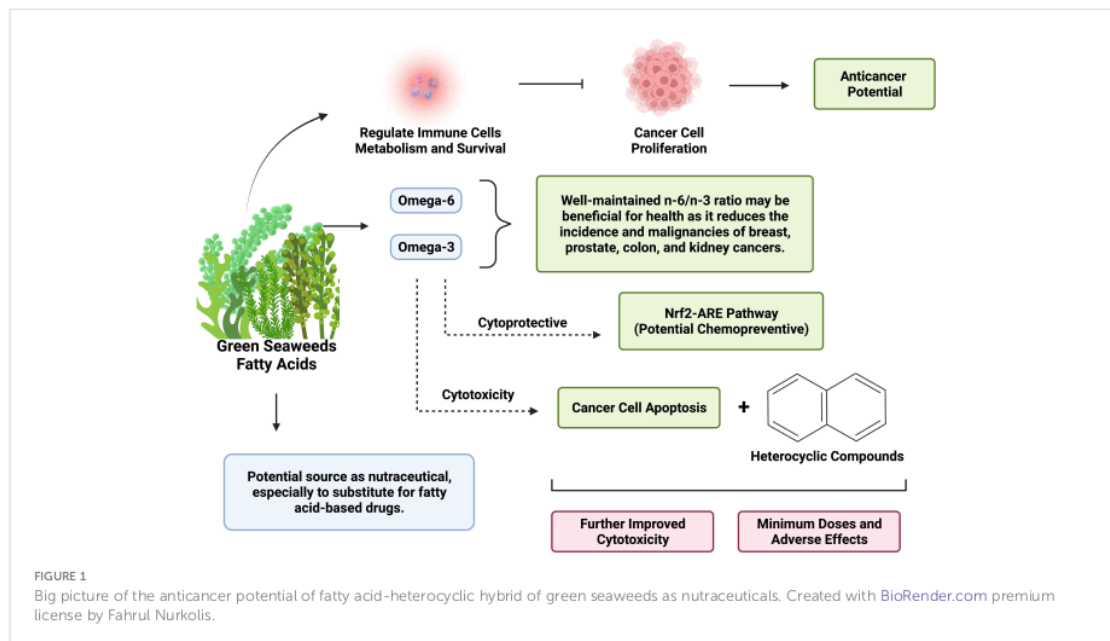 Regulate Immune Cells
Metabolism and Survival
Cancer Cell
Proliferation
Anticancer
Potential
Omega-6
Omega-3
Well-maintained n-6/n-3 ratio may be
beneficial for health as it reduces the
incidence and malignancies of breast,
prostate, colon, and kidney cancers.
Green Seaweeds
Fatty Acids
Cytoprotective
Nrf2-ARE Pathway
(Potential Chemopreventive)
Cytotoxicity
Cancer Cell Apoptosis
+
Heterocyclic Compounds
Potential source as nutraceutical,
especially to substitute for fatty
acid-based drugs.
Further Improved
Cytotoxicity
Minimum Doses and
Adverse Effects
FIGURE 1
Big picture of the anticancer potential of fatty acid-heterocyclic hybrid of green seaweeds as nutraceuticals. Created with BioRender.com premium
license by Fahrul Nurkolis.